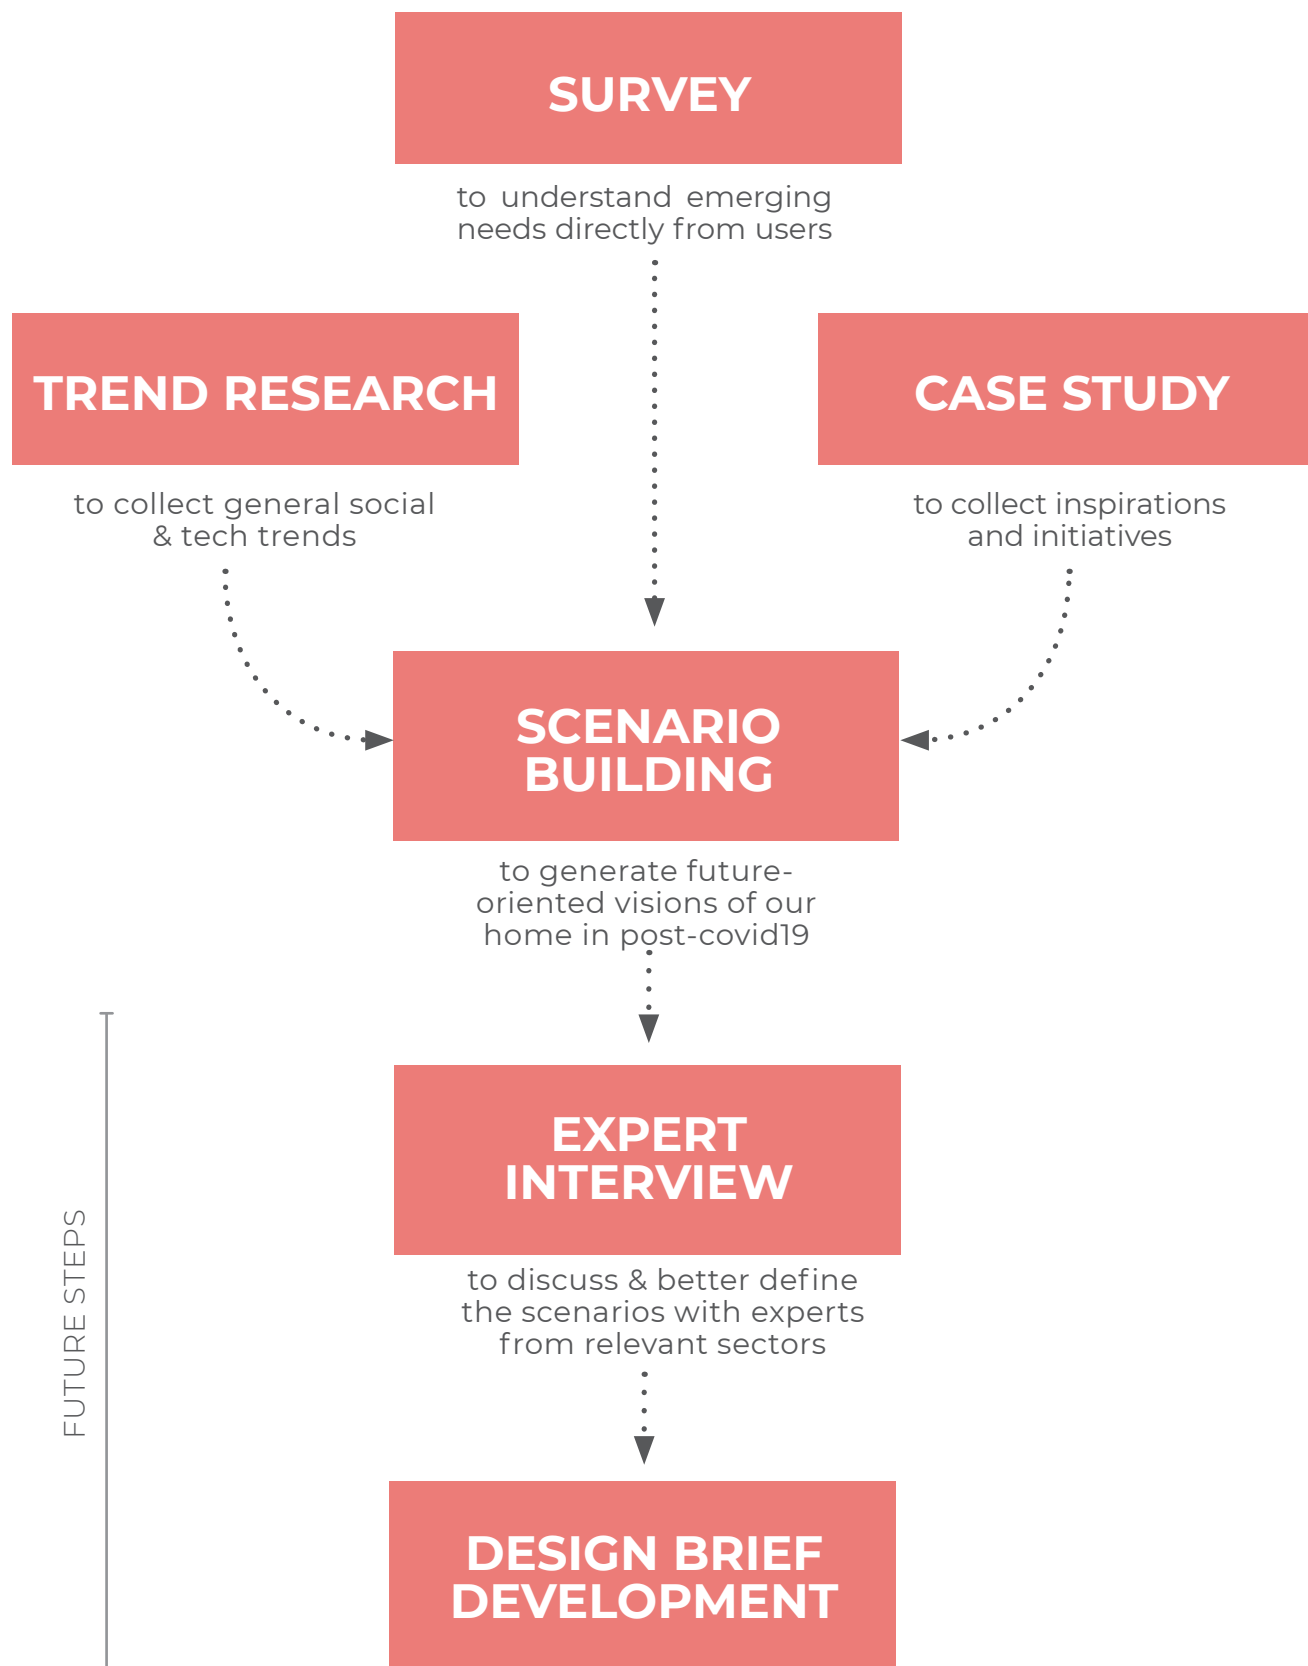 SURVEY
to understand emerging
needs directly from users
TREND RESEARCH
to collect general social
& tech trends
CASE STUDY
to collect inspirations
and initiatives
SCENARIO
BUILDING
to generate future-
oriented visions of our
home in post-covid19
FUTURE STEPS
EXPERT
INTERVIEW
to discuss & better define
the scenarios with experts
from relevant sectors
DESIGN BRIEF
DEVELOPMENT